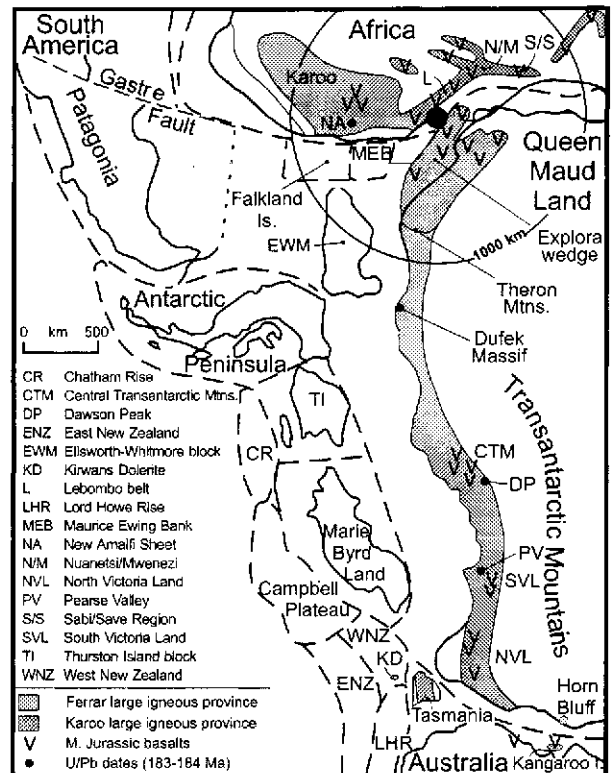 South
America
Africa
N/M
S/S
Karoo
L
Gastre
Fault
NA
Patagonia
MEB
Queen
Maud
Land
Falkland
Is.
EWM
1000 km
Explora
wedge
Theron
Mtns.
Antarctic
Peninsula
0 km 500
Dufek
Massif
TI
CR
CTM
DP
Transantarctic Mountains
Marie
Byrd
Land
PV
SVL
Campbell
Plateau
WNZ
KD
NVL
ENZ
Horn
Bluff
Tasmania
LHR
Australia
Kangaroo I.
CR Chatham Rise
CTM Central Transantarctic Mtns.
DP Dawson Peak
ENZ East New Zealand
EWM Ellsworth-Whitmore block
KD Kirwans Dolerite
L Lebombo belt
LHR Lord Howe Rise
MEB Maurice Ewing Bank
NA New Amalfi Sheet
N/M Nuanetsi/Mwenezi
NVL North Victoria Land
PV Pearse Valley
S/S Sabi/Save Region
SVL South Victoria Land
TI Thurston Island block
WNZ West New Zealand
Ferrar large igneous province
Karoo large igneous province
V M. Jurassic basalts
U/Pb dates (183-184 Ma)